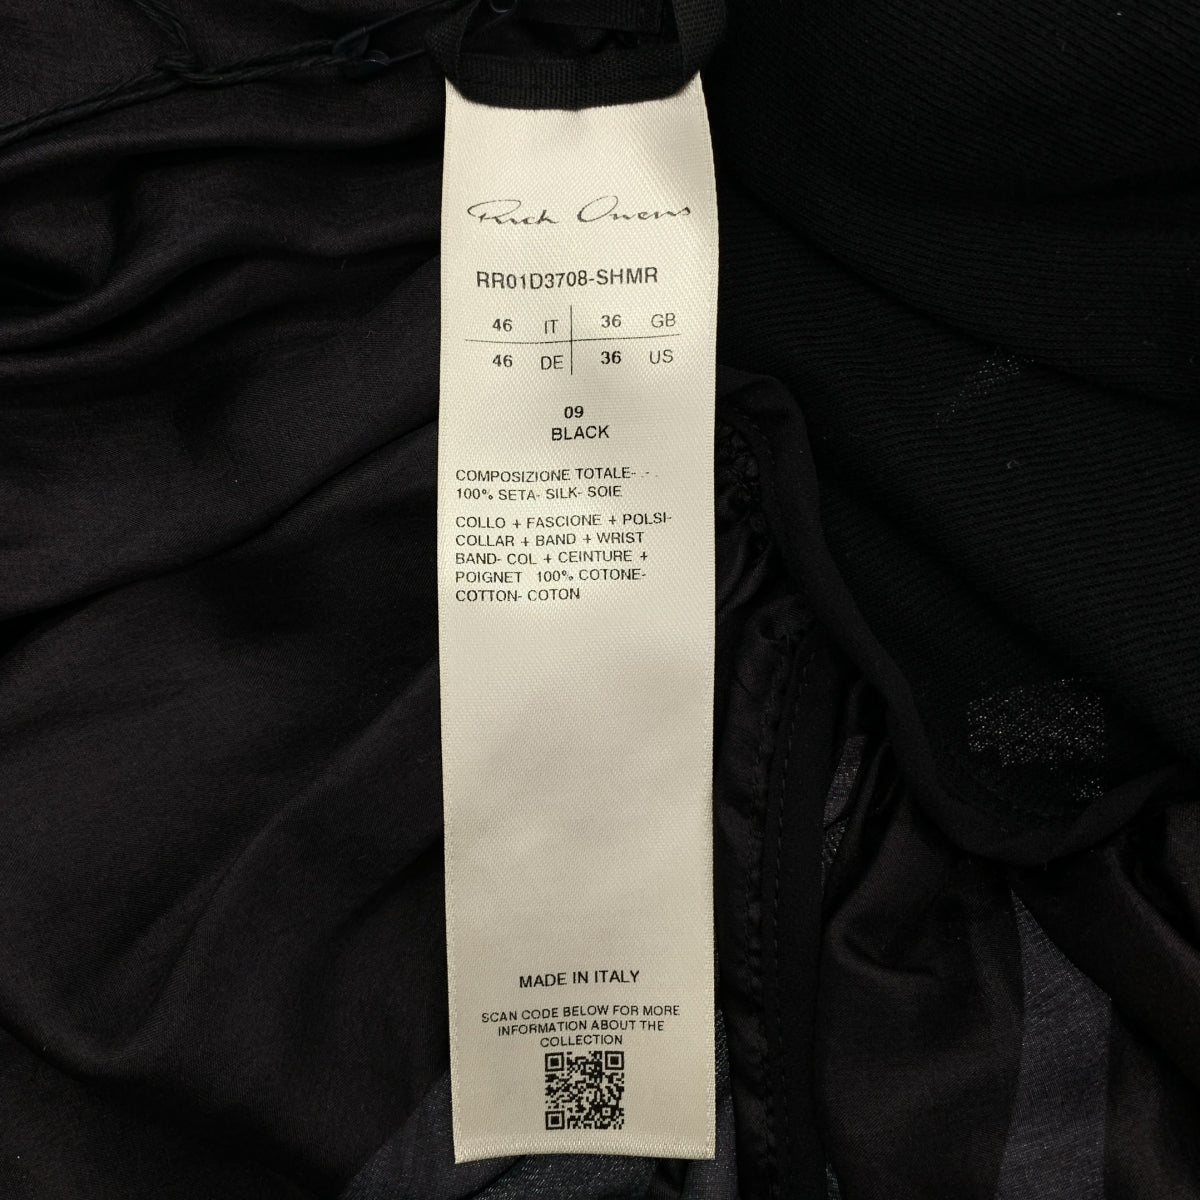 Rick Owens
RR01D3708-SHMR
46 IT 36 GB
46 DE 36 US
09
BLACK
COMPOSIZIONE TOTALE-
100% SETA- SILK- SOIE
COLLO + FASCIONE + POLSI-
COLLAR + BAND + WRIST
BAND- COL + CEINTURE +
POIGNET 100% COTONE-
COTTON- COTON
MADE IN ITALY
SCAN CODE BELOW FOR MORE
INFORMATION ABOUT THE
COLLECTION